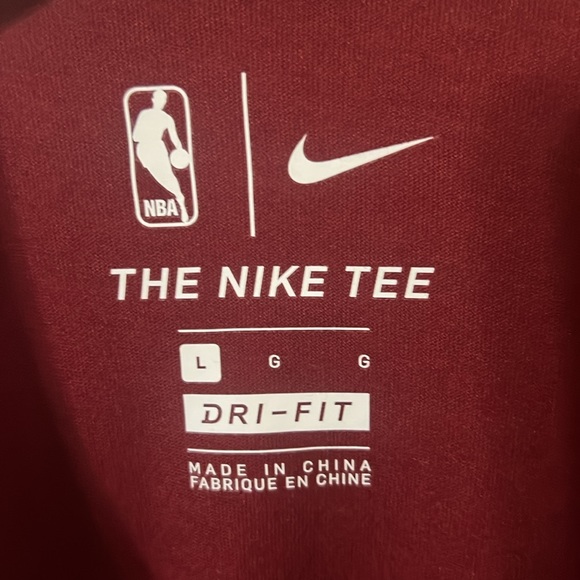 NBA
THE NIKE TEE
L G G
DRI-FIT
MADE IN CHINA
FABRIQUE EN CHINE